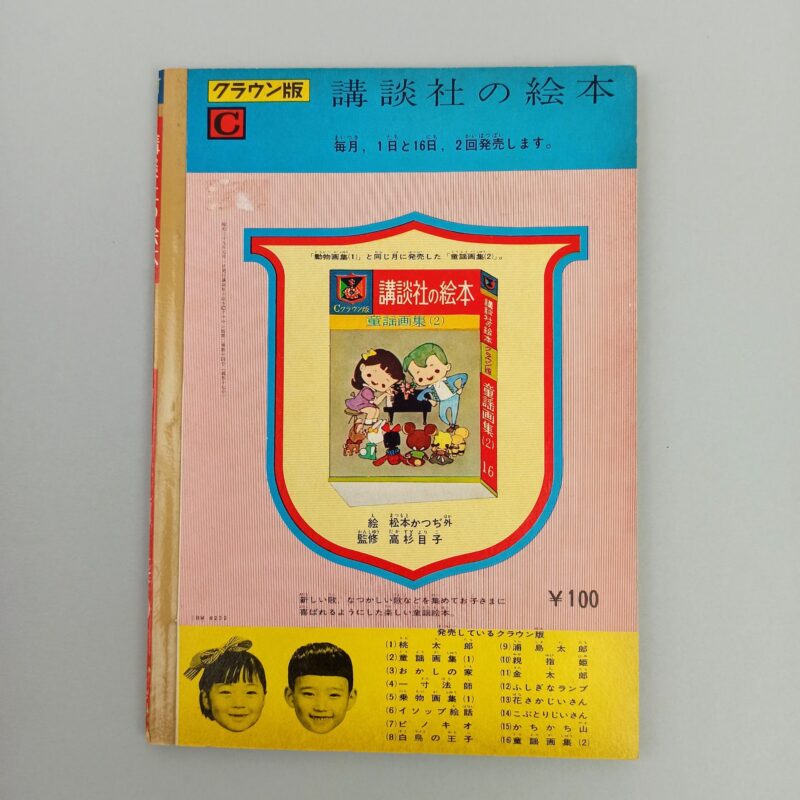 クラウン版
講談社の絵本
C
毎月，1日と16日，2回発売します。
「動物画集(1)」と同じ月に発売した「童謡画集(2)」。
講談社の絵本
Cクラウン版
童謡画集(2)
講談社の絵本
クラウン版
童謡画集(2)
16
絵 松本かつぢ外
監修 高杉自子
新しい歌，なつかしい歌などを集めてお子さまに
喜ばれるようにした楽しい童謡絵本。
￥100
発売しているクラウン版
(1)桃太郎
(2)童謡画集(1)
(3)おかしの家
(4)一寸法師
(5)乗物画集(1)
(6)イソップ絵話
(7)ピノキオ
(8)白鳥の王子
(9)浦島太郎
(10)親指姫
(11)金太郎
(12)ふしぎなランプ
(13)花さかじいさん
(14)こぶとりじいさん
(15)かちかち山
(16)童謡画集(2)